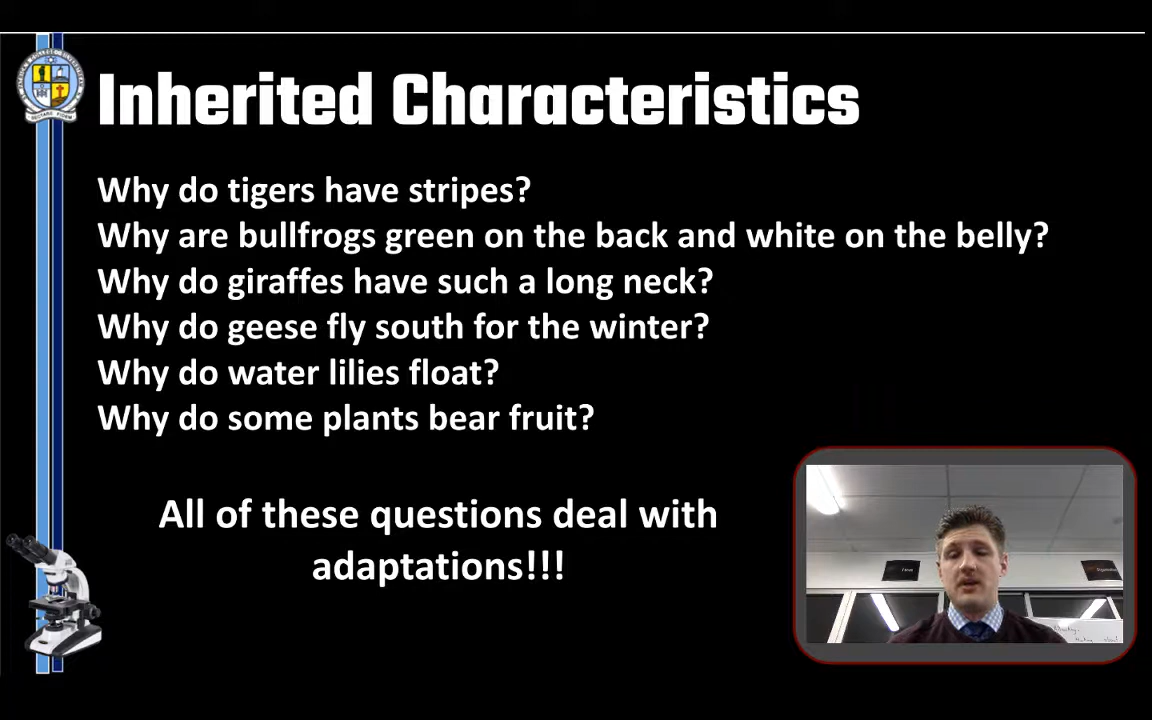 Inherited Characteristics
Why do tigers have stripes?
Why are bullfrogs green on the back and white on the belly?
Why do giraffes have such a long neck?
Why do geese fly south for the winter?
Why do water lilies float?
Why do some plants bear fruit?
All of these questions deal with
adaptations!!!